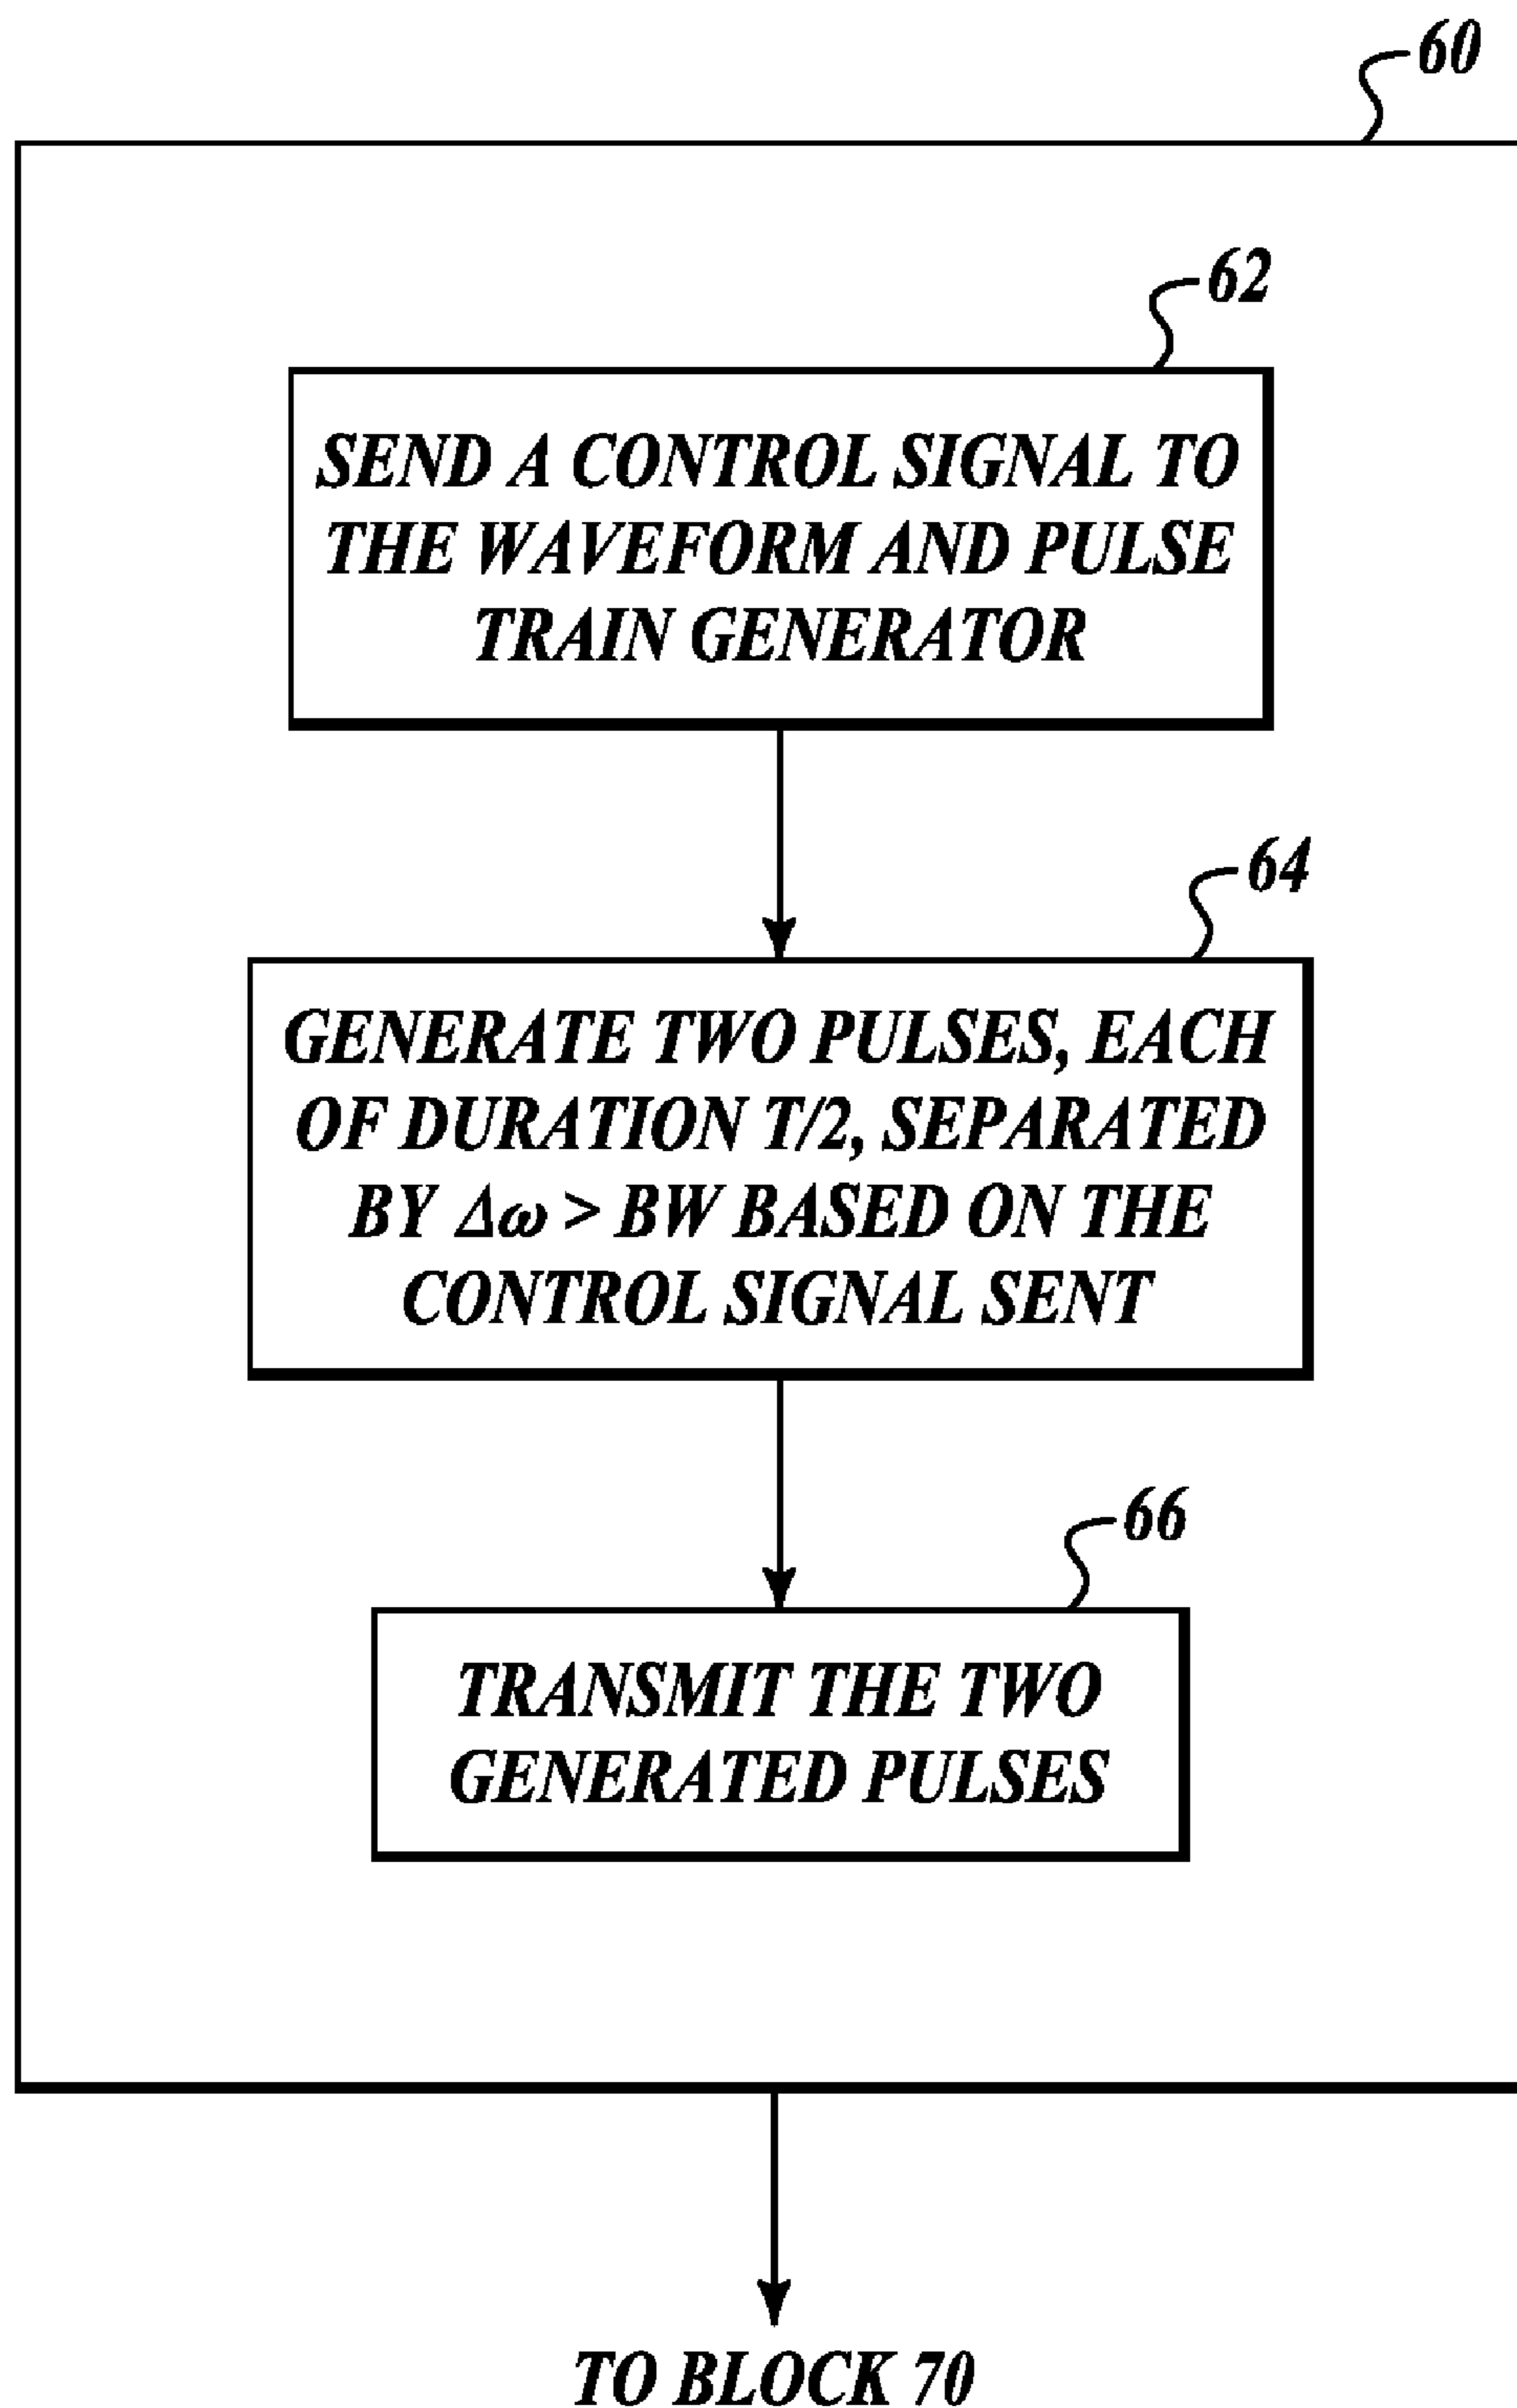 60
62
SEND A CONTROL SIGNAL TO
THE WAVEFORM AND PULSE
TRAIN GENERATOR
64
GENERATE TWO PULSES, EACH
OF DURATION T/2, SEPARATED
BY Δω > BW BASED ON THE
CONTROL SIGNAL SENT
66
TRANSMIT THE TWO
GENERATED PULSES
TO BLOCK 70